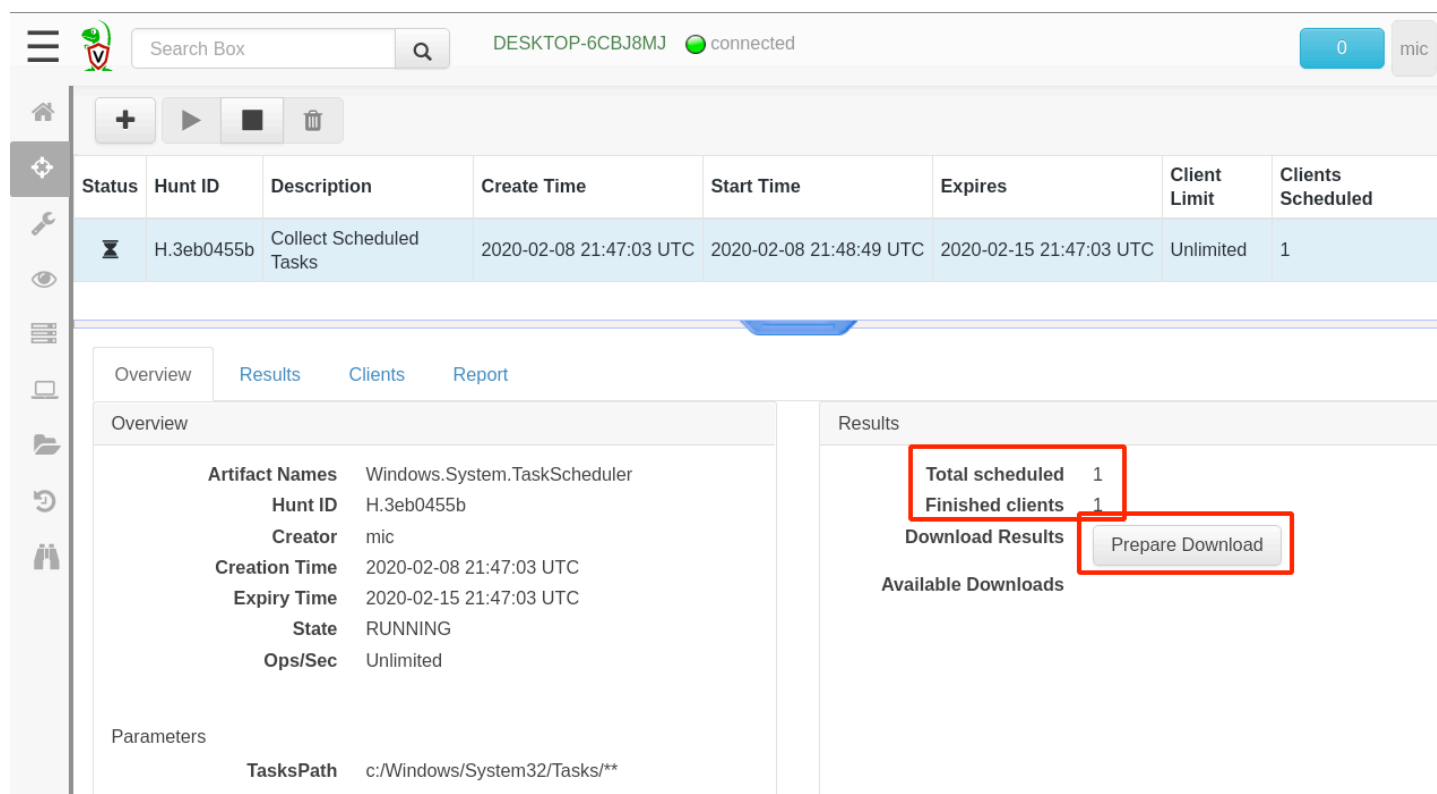 Search Box
DESKTOP-6CBJ8MJ connected
0
mic
Status Hunt ID Description Create Time Start Time Expires Client Limit Clients Scheduled
H.3eb0455b Collect Scheduled Tasks 2020-02-08 21:47:03 UTC 2020-02-08 21:48:49 UTC 2020-02-15 21:47:03 UTC Unlimited 1
Overview Results Clients Report
Overview
Artifact Names Windows.System.TaskScheduler
Hunt ID H.3eb0455b
Creator mic
Creation Time 2020-02-08 21:47:03 UTC
Expiry Time 2020-02-15 21:47:03 UTC
State RUNNING
Ops/Sec Unlimited
Parameters
TasksPath c:/Windows/System32/Tasks/**
Results
Total scheduled 1
Finished clients 1
Download Results Prepare Download
Available Downloads